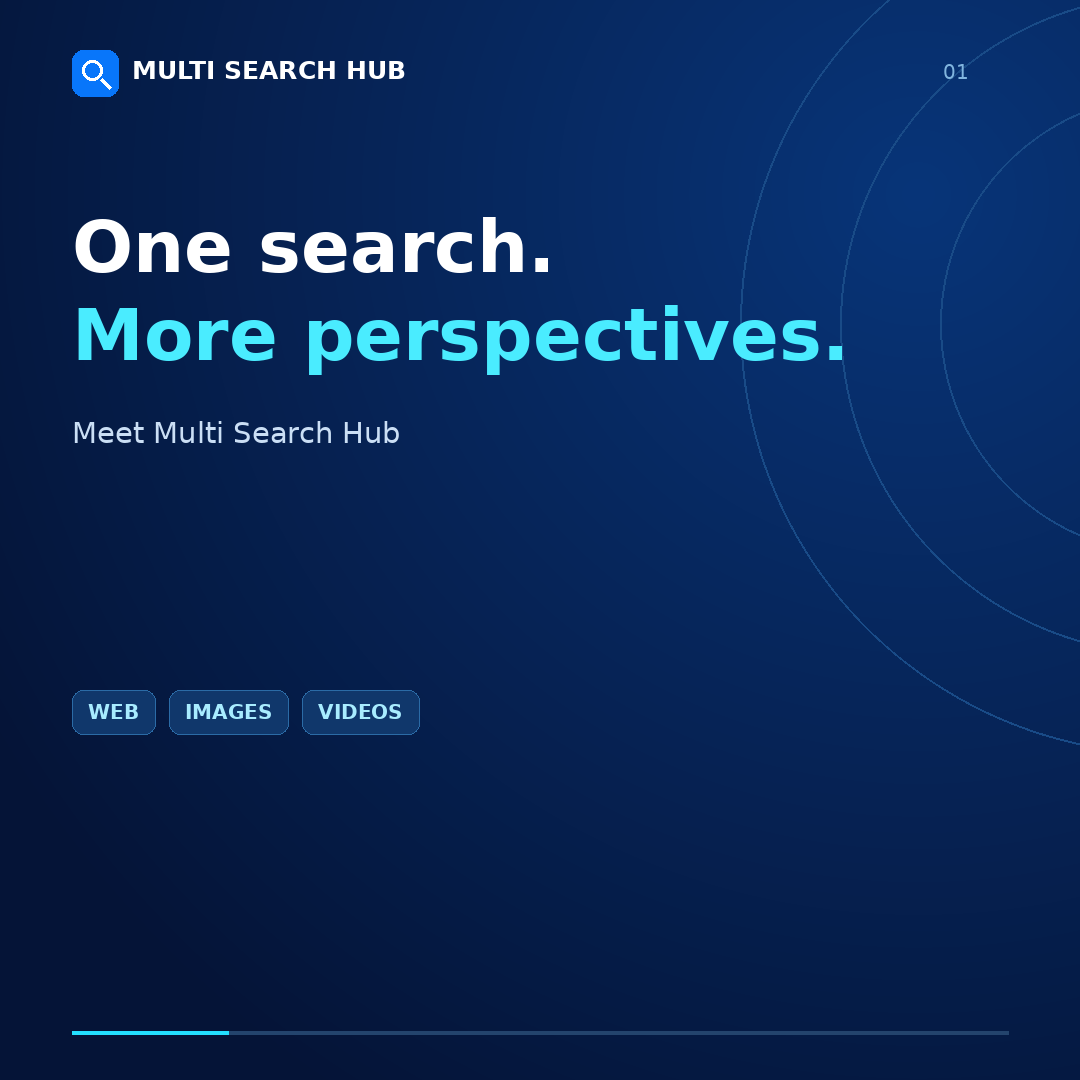 MULTI SEARCH HUB
01
One search.
More perspectives.
Meet Multi Search Hub
WEB
IMAGES
VIDEOS